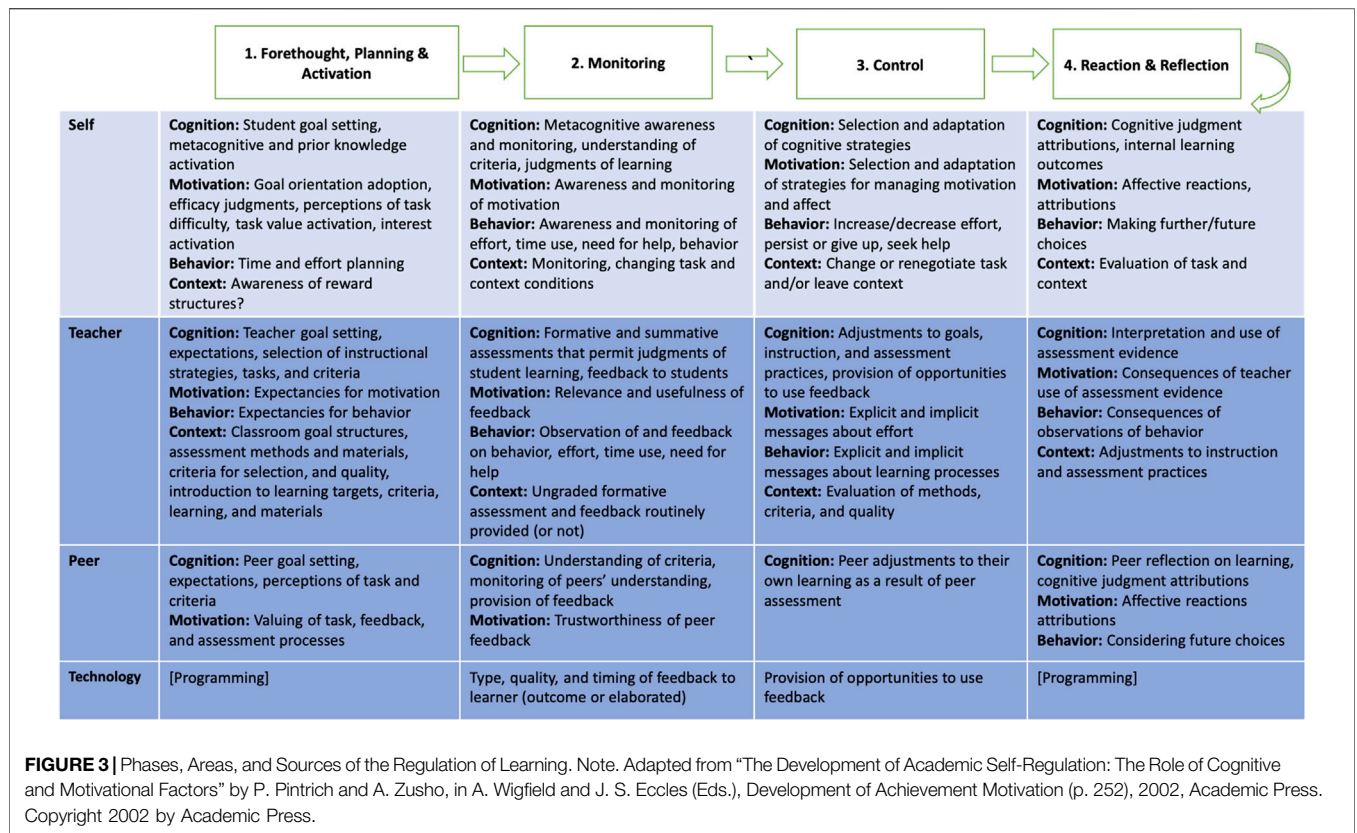 1. Forethought, Planning &
Activation
2. Monitoring
3. Control
4. Reaction & Reflection
Self
Cognition: Student goal setting,
metacognitive and prior knowledge
activation
Motivation: Goal orientation adoption,
efficacy judgments, perceptions of task
difficulty, task value activation, interest
activation
Behavior: Time and effort planning
Context: Awareness of reward
structures?
Cognition: Metacognitive awareness
and monitoring, understanding of
criteria, judgments of learning
Motivation: Awareness and monitoring
of motivation
Behavior: Awareness and monitoring of
effort, time use, need for help, behavior
Context: Monitoring, changing task and
context conditions
Cognition: Selection and adaptation
of cognitive strategies
Motivation: Selection and adaptation
of strategies for managing motivation
and affect
Behavior: Increase/decrease effort,
persist or give up, seek help
Context: Change or renegotiate task
and/or leave context
Cognition: Cognitive judgment
attributions, internal learning
outcomes
Motivation: Affective reactions,
attributions
Behavior: Making further/future
choices
Context: Evaluation of task and
context
Teacher
Cognition: Teacher goal setting,
expectations, selection of instructional
strategies, tasks, and criteria
Motivation: Expectancies for motivation
Behavior: Expectancies for behavior
Context: Classroom goal structures,
assessment methods and materials,
criteria for selection, and quality,
introduction to learning targets, criteria,
learning, and materials
Cognition: Formative and summative
assessments that permit judgments of
student learning, feedback to students
Motivation: Relevance and usefulness of
feedback
Behavior: Observation of and feedback
on behavior, effort, time use, need for
help
Context: Ungraded formative
assessment and feedback routinely
provided (or not)
Cognition: Adjustments to goals,
instruction, and assessment
practices, provision of opportunities
to use feedback
Motivation: Explicit and implicit
messages about effort
Behavior: Explicit and implicit
messages about learning processes
Context: Evaluation of methods,
criteria, and quality
Cognition: Interpretation and use of
assessment evidence
Motivation: Consequences of teacher
use of assessment evidence
Behavior: Consequences of
observations of behavior
Context: Adjustments to instruction
and assessment practices
Peer
Cognition: Peer goal setting,
expectations, perceptions of task and
criteria
Motivation: Valuing of task, feedback,
and assessment processes
Cognition: Understanding of criteria,
monitoring of peers' understanding,
provision of feedback
Motivation: Trustworthiness of peer
feedback
Cognition: Peer adjustments to their
own learning as a result of peer
assessment
Cognition: Peer reflection on learning,
cognitive judgment attributions
Motivation: Affective reactions
attributions
Behavior: Considering future choices
Technology
[Programming]
Type, quality, and timing of feedback to
learner (outcome or elaborated)
Provision of opportunities to use
feedback
[Programming]
FIGURE 3 | Phases, Areas, and Sources of the Regulation of Learning. Note. Adapted from "The Development of Academic Self-Regulation: The Role of Cognitive
and Motivational Factors" by P. Pintrich and A. Zusho, in A. Wigfield and J. S. Eccles (Eds.), Development of Achievement Motivation (p. 252), 2002, Academic Press.
Copyright 2002 by Academic Press.